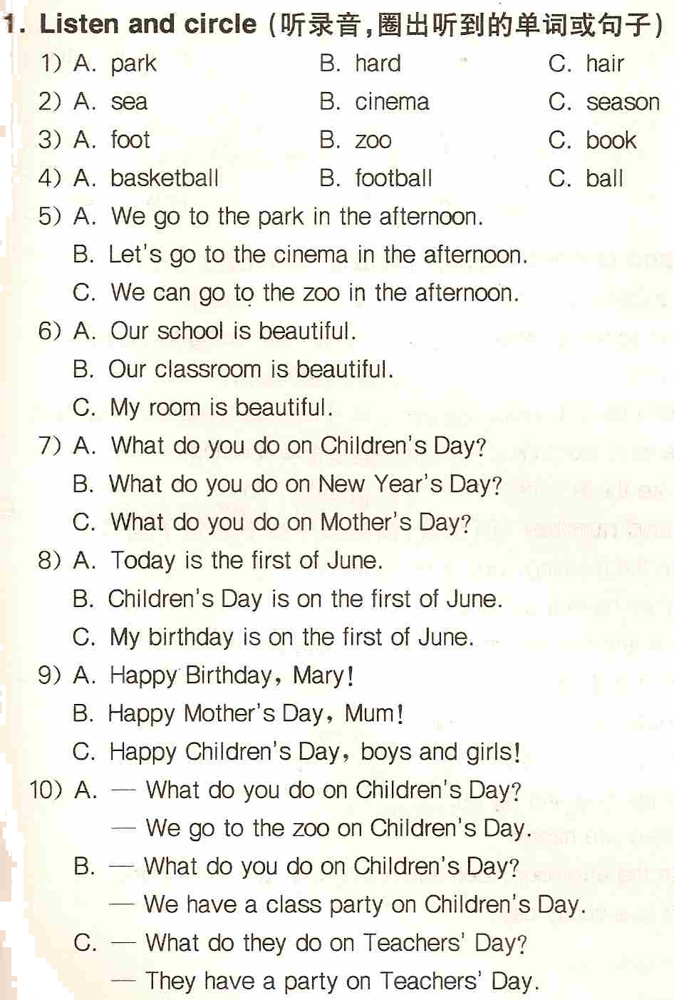 1. Listen and circle (听录音,圈出听到的单词或句子)
1) A. park B. hard C. hair
2) A. sea B. cinema C. season
3) A. foot B. zoo C. book
4) A. basketball B. football C. ball
5) A. We go to the park in the afternoon.
B. Let's go to the cinema in the afternoon.
C. We can go to the zoo in the afternoon.
6) A. Our school is beautiful.
B. Our classroom is beautiful.
C. My room is beautiful.
7) A. What do you do on Children's Day?
B. What do you do on New Year's Day?
C. What do you do on Mother's Day?
8) A. Today is the first of June.
B. Children's Day is on the first of June.
C. My birthday is on the first of June.
9) A. Happy Birthday, Mary!
B. Happy Mother's Day, Mum!
C. Happy Children's Day, boys and girls!
10) A. — What do you do on Children's Day?
— We go to the zoo on Children's Day.
B. — What do you do on Children's Day?
— We have a class party on Children's Day.
C. — What do they do on Teachers' Day?
— They have a party on Teachers' Day.